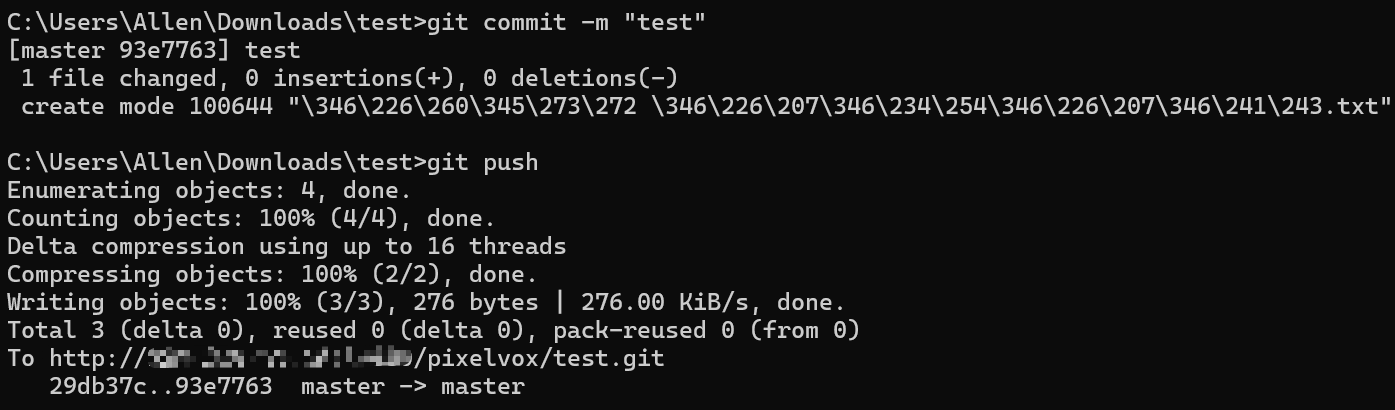 C:\Users\Allen\Downloads\test>git commit -m "test"
[master 93e7763] test
 1 file changed, 0 insertions(+), 0 deletions(-)
 create mode 100644 "\346\226\260\345\273\272 \346\226\207\346\234\254\346\226\207\346\241\243.txt"
C:\Users\Allen\Downloads\test>git push
Enumerating objects: 4, done.
Counting objects: 100% (4/4), done.
Delta compression using up to 16 threads
Compressing objects: 100% (2/2), done.
Writing objects: 100% (3/3), 276 bytes | 276.00 KiB/s, done.
Total 3 (delta 0), reused 0 (delta 0), pack-reused 0 (from 0)
To http:///pixelvox/test.git
   29db37c..93e7763  master -> master